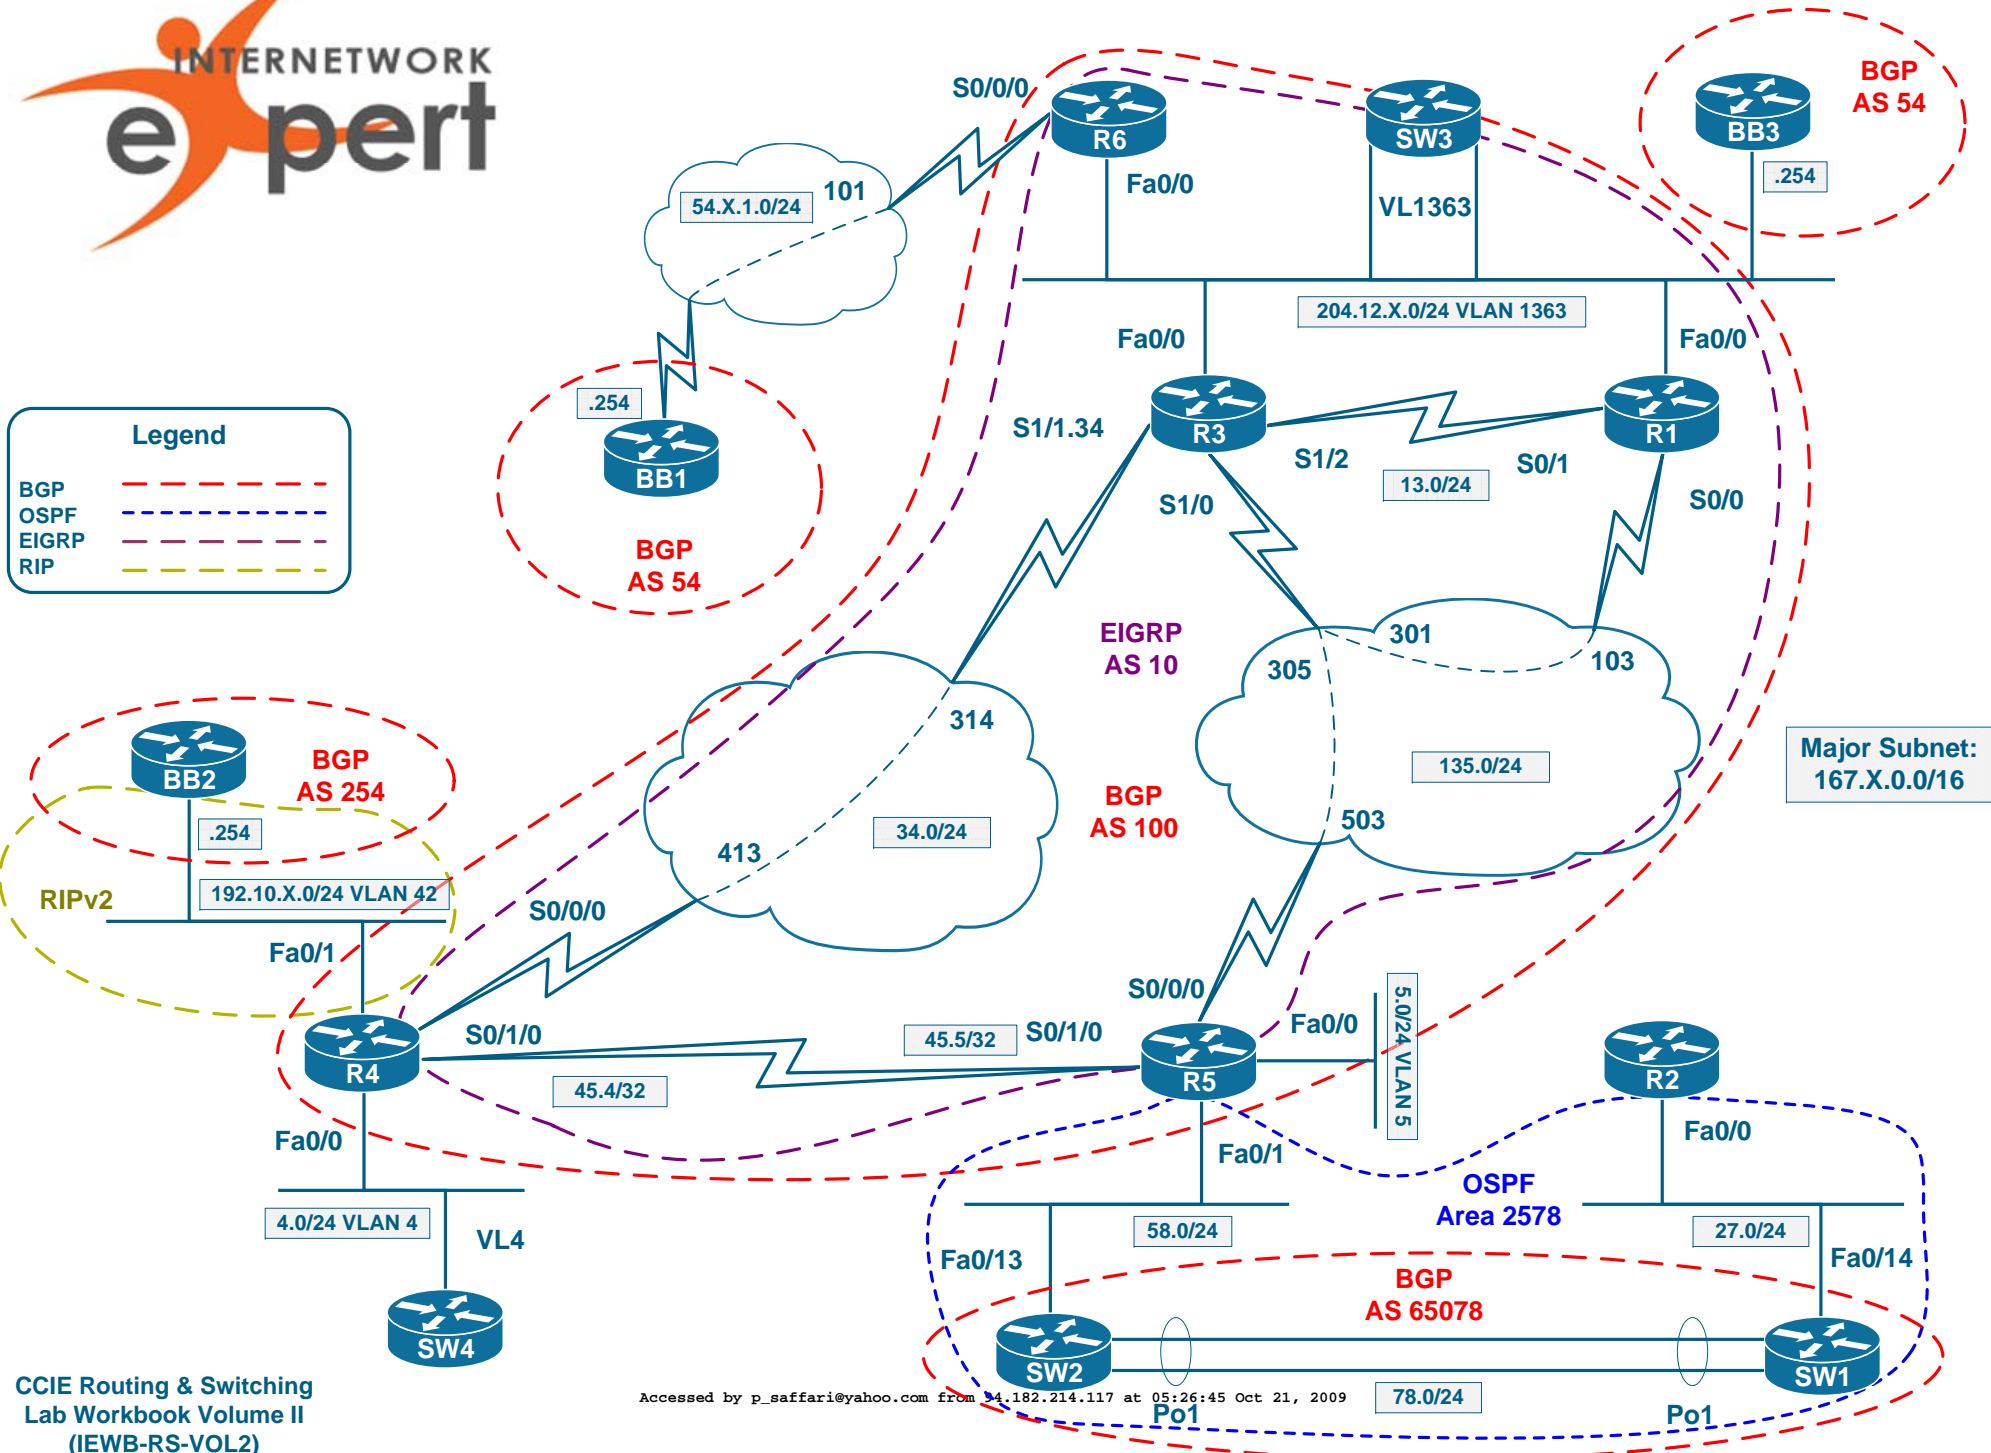 INTERNETWORK
expert
S0/0/0
R6
SW3
BB3
BGP
AS 54
.254
Fa0/0
VL1363
101
54.X.1.0/24
204.12.X.0/24 VLAN 1363
Fa0/0
Fa0/0
.254
BB1
BGP
AS 54
Legend
BGP
OSPF
EIGRP
RIP
S1/1.34
R3
R1
S1/2
S0/1
13.0/24
S1/0
S0/0
EIGRP
AS 10
301
305
103
314
135.0/24
Major Subnet:
167.X.0.0/16
BB2
BGP
AS 254
.254
BGP
AS 100
34.0/24
503
413
RIPv2
192.10.X.0/24 VLAN 42
S0/0/0
Fa0/1
S0/0/0
Fa0/0
5.0/24 VLAN 5
R4
S0/1/0
45.5/32
S0/1/0
45.4/32
R5
R2
Fa0/0
Fa0/1
Fa0/0
OSPF
Area 2578
4.0/24 VLAN 4
VL4
58.0/24
27.0/24
Fa0/13
Fa0/14
BGP
AS 65078
SW4
SW2
SW1
78.0/24
Po1
Po1
CCIE Routing & Switching
Lab Workbook Volume II
(IEWB-RS-VOL2)
Accessed by p_saffari@yahoo.com from 94.182.214.117 at 05:26:45 Oct 21, 2009